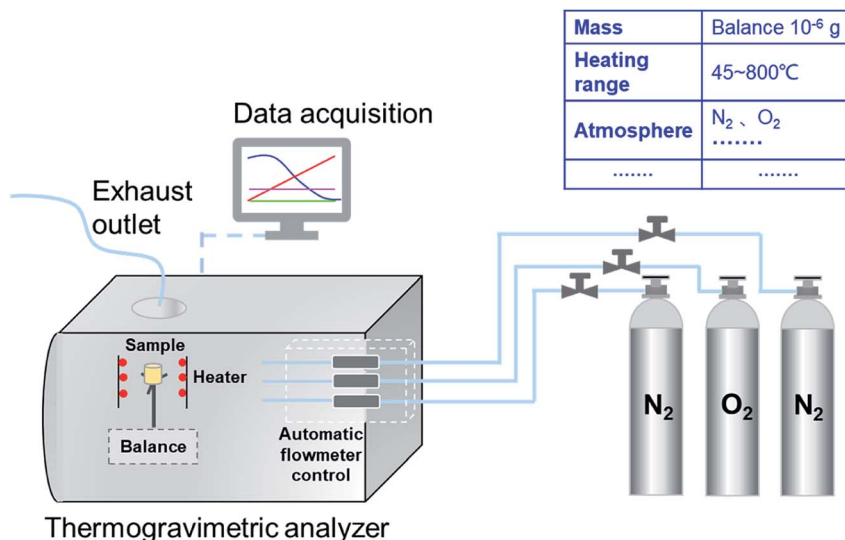 Mass Balance 10⁻⁶ g
Heating range 45~800℃
Atmosphere N₂ 、 O₂
·······
······· ·······
Data acquisition
Exhaust
outlet
Sample
Heater
Balance
Automatic
flowmeter
control
N₂ O₂ N₂
Thermogravimetric analyzer